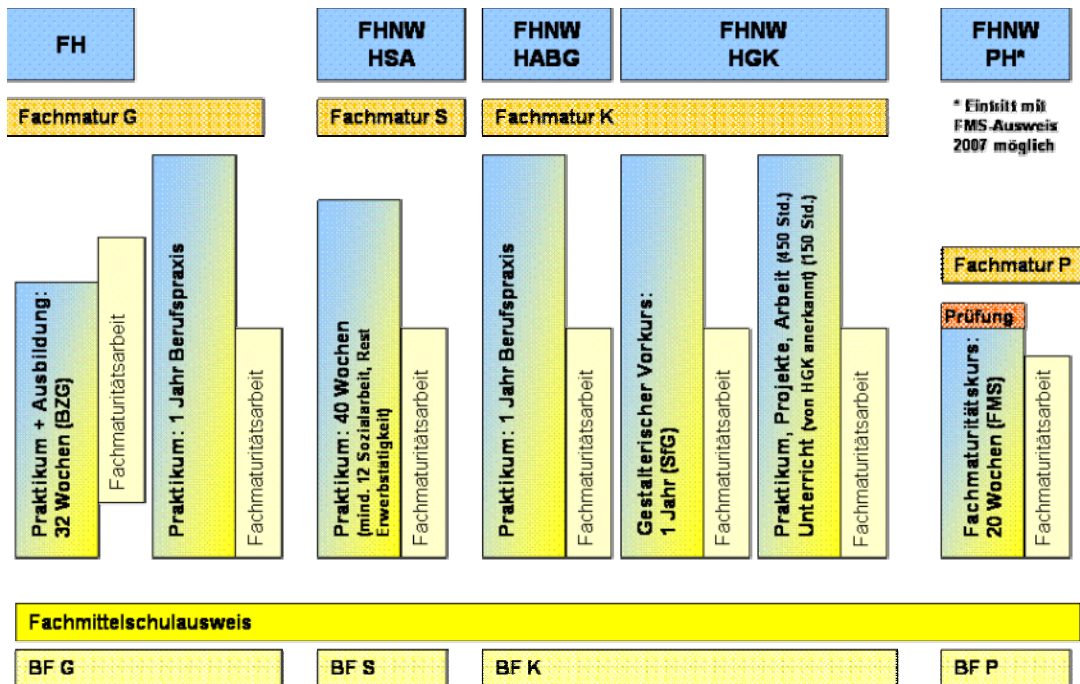 FH
FHNW
HSA
FHNW
HABG
FHNW
HGK
FHNW
PH*
Fachmatur G
Fachmatur S
Fachmatur K
* Eintritt mit
FMS-Ausweis
2007 möglich
Fachmatur P
Prüfung
Praktikum + Ausbildung:
32 Wochen (BZG)
Fachmaturitätsarbeit
Praktikum: 1 Jahr Berufspraxis
Fachmaturitätsarbeit
Praktikum: 40 Wochen
(mind. 12 Sozialarbeit, Rest
Erwerbstätigkeit)
Fachmaturitätsarbeit
Praktikum: 1 Jahr Berufspraxis
Fachmaturitätsarbeit
Gestalterischer Vorkurs:
1 Jahr (SfG)
Fachmaturitätsarbeit
Praktikum, Projekte, Arbeit (450 Std.)
Unterricht (von HGK anerkannt) (150 Std.)
Fachmaturitätsarbeit
Fachmaturitätskurs:
20 Wochen (FMS)
Fachmaturitätsarbeit
Fachmittelschulausweis
BF G
BF S
BF K
BF P